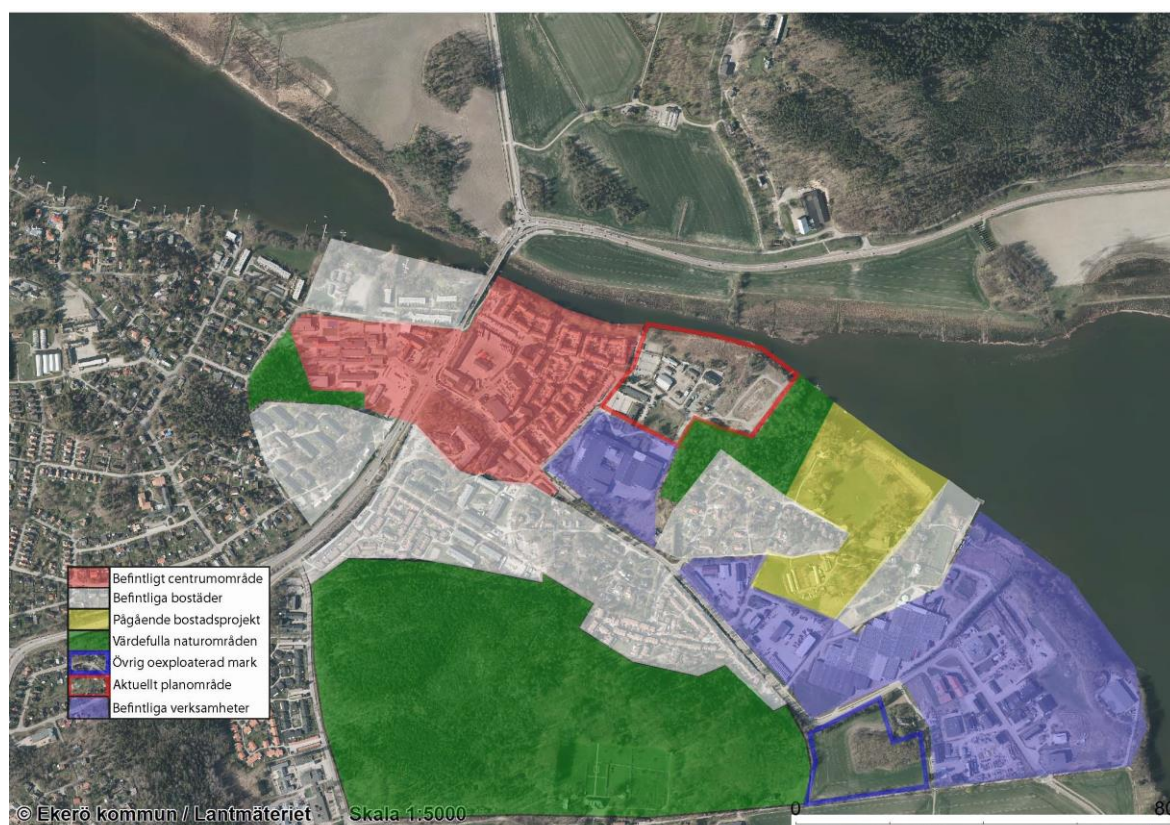 Befintligt centrumområde
Befintliga bostäder
Pågående bostadsprojekt
Värdefulla naturområden
Övrig oexploaterad mark
Aktuellt planområde
Befintliga verksamheter
© Ekerö kommun / Lantmäteriet Skala 1:5000
0